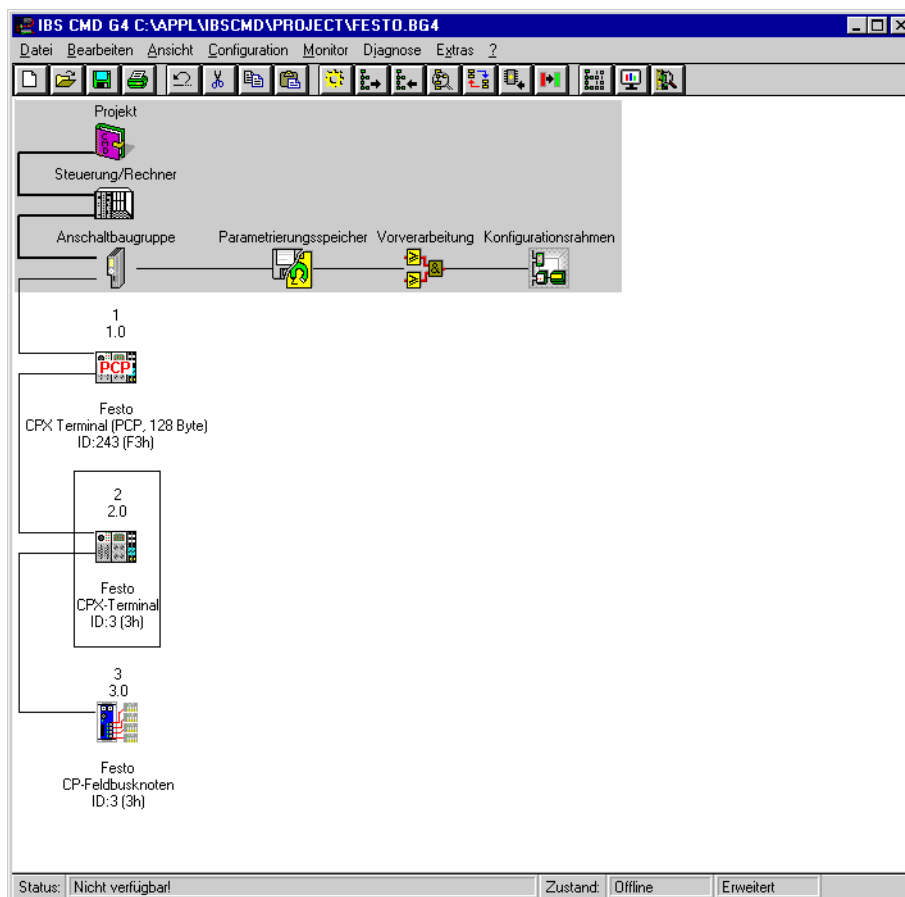 IBS CMD G4 C:\APPL\IBSCMD\PROJECT\FESTO.BG4
Datei Bearbeiten Ansicht Configuration Monitor Diagnose Extras ?
Projekt
CMD
Steuerung/Rechner
Anschaltbaugruppe Parametrierungsspeicher Vorverarbeitung Konfigurationsrahmen
≥ ≥ &
1
1.0
PCP
Festo
CPX Terminal (PCP, 128 Byte)
ID:243 (F3h)
2
2.0
Festo
CPX-Terminal
ID:3 (3h)
3
3.0
Festo
CP-Feldbusknoten
ID:3 (3h)
Status: Nicht verfügbar! Zustand: Offline Erweitert